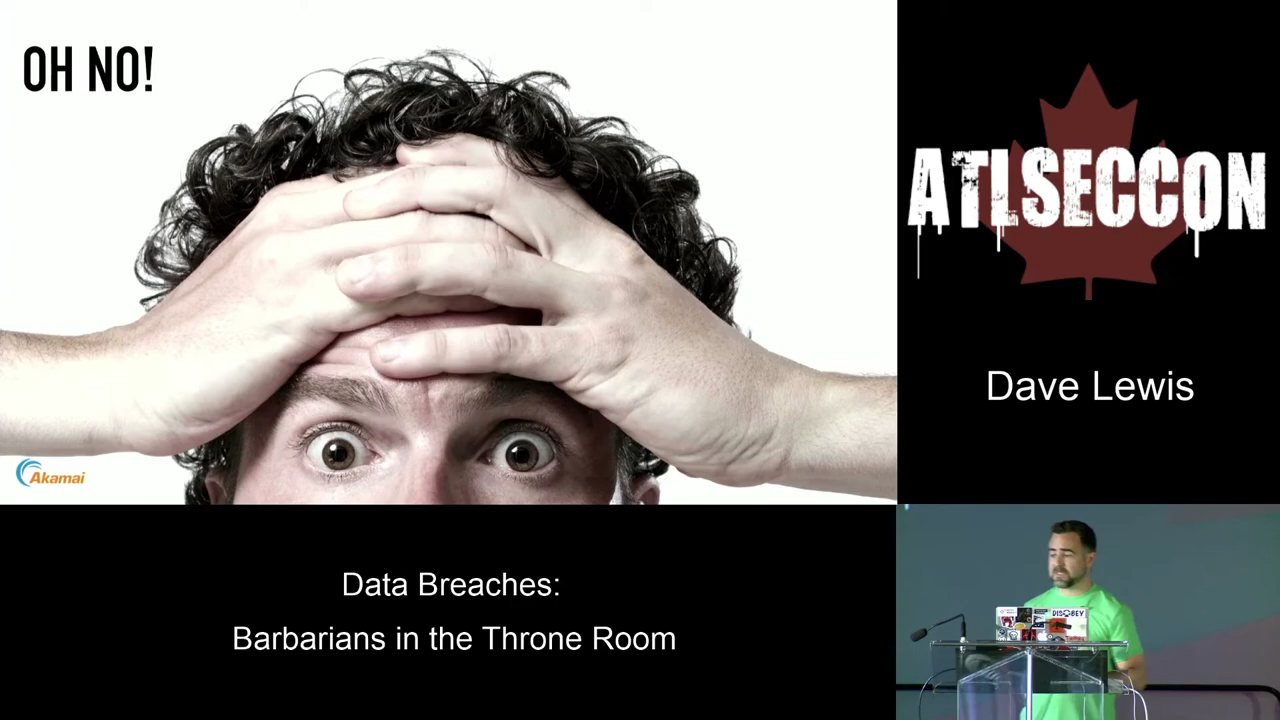 OH NO!
Akamai
ATLSECCON
Dave Lewis
Data Breaches:
Barbarians in the Throne Room
DISOBEY